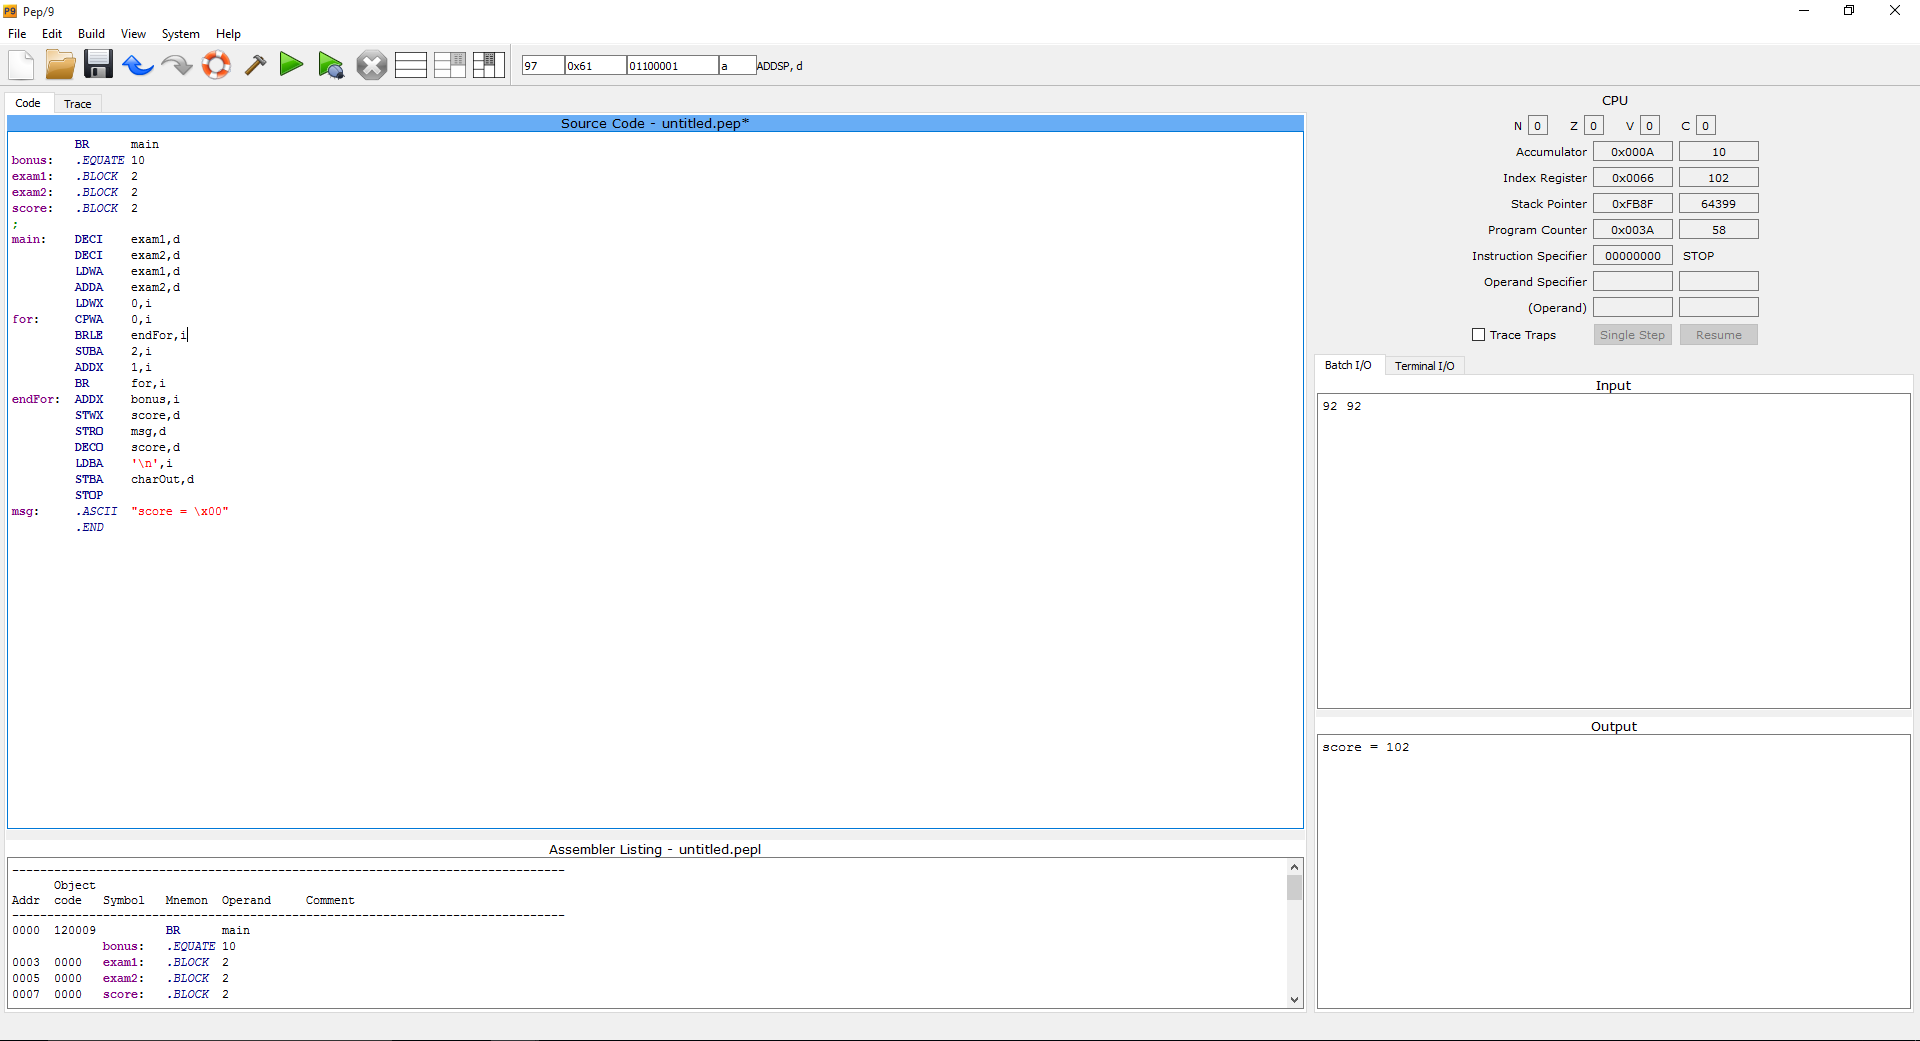 Pep/9
File Edit Build View System Help
97 0x61 01100001 a ADDSP, d
Code Trace
Source Code - untitled.pep*
BR main
bonus: .EQUATE 10
exam1: .BLOCK 2
exam2: .BLOCK 2
score: .BLOCK 2
;
main: DECI exam1,d
DECI exam2,d
LDWA exam1,d
ADDA exam2,d
LDWX 0,i
for: CPWA 0,i
BRLE endFor,i
SUBA 2,i
ADDX 1,i
BR for,i
endFor: ADDX bonus,i
STWX score,d
STRO msg,d
DECO score,d
LDBA '\n',i
STBA charOut,d
STOP
msg: .ASCII "score = \x00"
.END
Assembler Listing - untitled.pepl
-------------------------------------------------------------------------------
Object
Addr code Symbol Mnemon Operand Comment
-------------------------------------------------------------------------------
0000 120009 BR main
bonus: .EQUATE 10
0003 0000 exam1: .BLOCK 2
0005 0000 exam2: .BLOCK 2
0007 0000 score: .BLOCK 2
CPU
N 0 Z 0 V 0 C 0
Accumulator 0x000A 10
Index Register 0x0066 102
Stack Pointer 0xFB8F 64399
Program Counter 0x003A 58
Instruction Specifier 00000000 STOP
Operand Specifier
(Operand)
Trace Traps Single Step Resume
Batch I/O Terminal I/O
Input
92 92
Output
score = 102